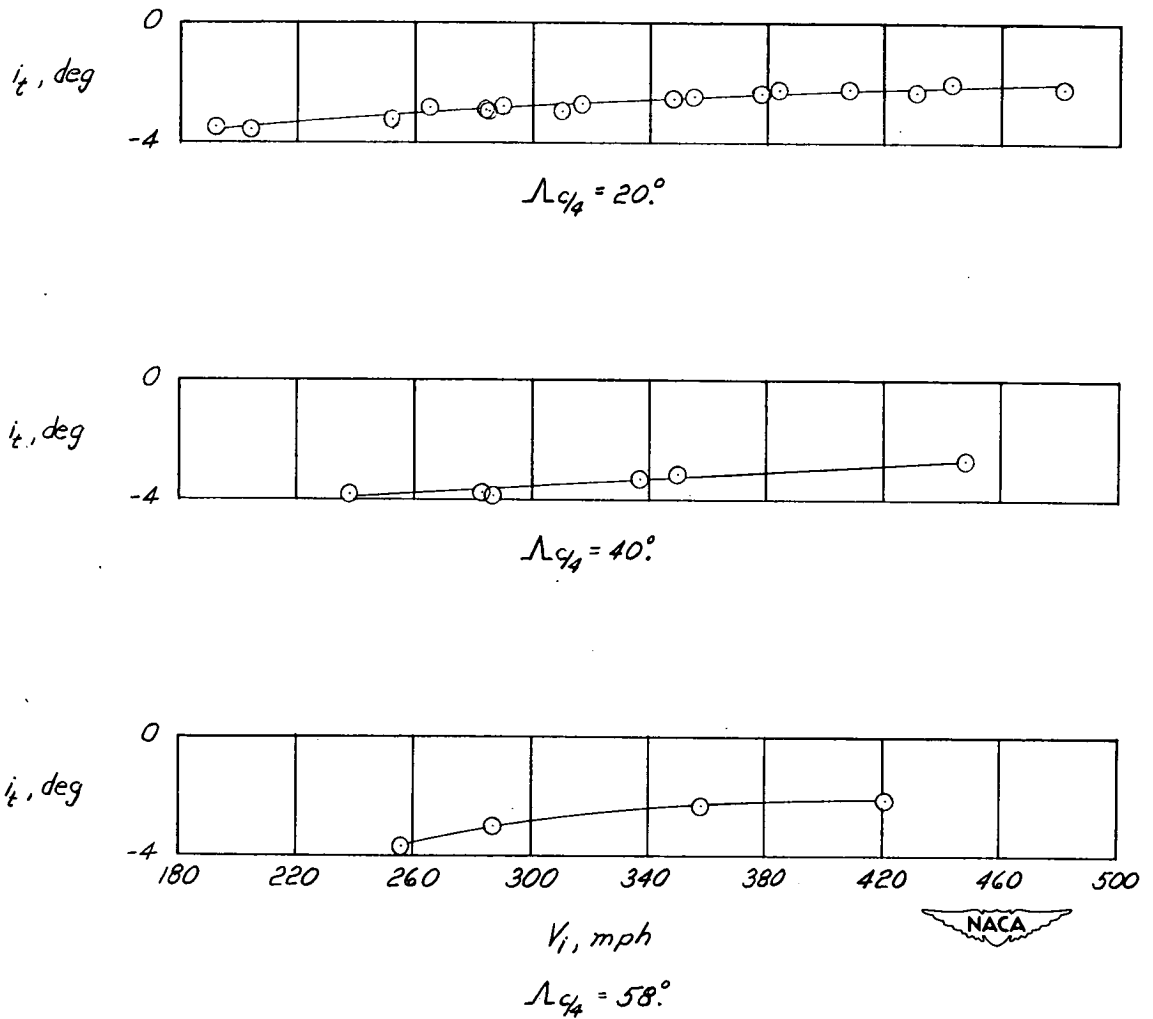 0
i_t, deg
-4
Λc/4 = 20°.
0
i_t, deg
-4
Λc/4 = 40°.
0
i_t, deg
-4
180 220 260 300 340 380 420 460 500
V_i, mph
NACA
Λc/4 = 58°.